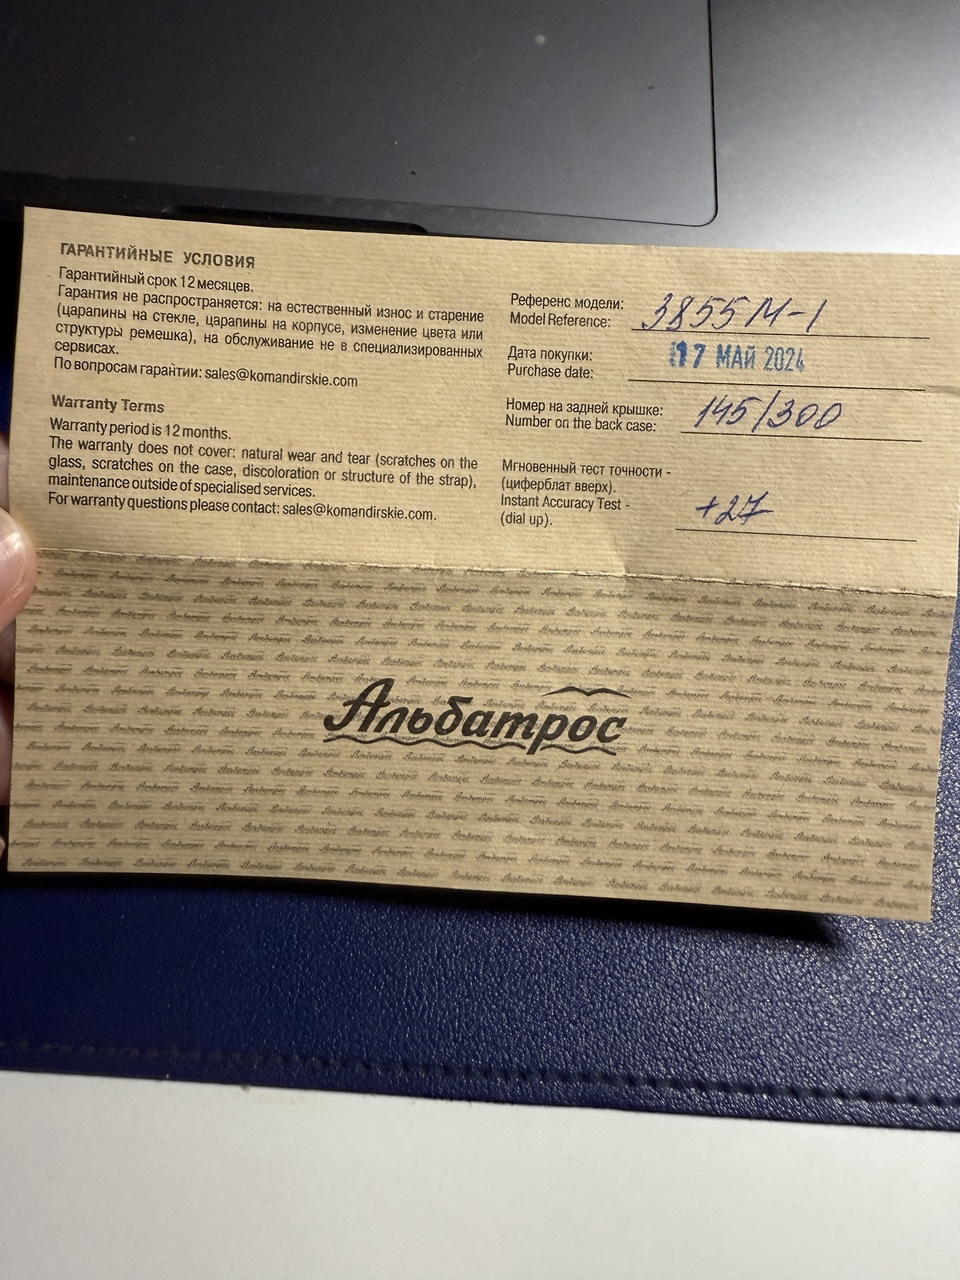 ГАРАНТИЙНЫЕ УСЛОВИЯ
Гарантийный срок 12 месяцев.
Гарантия не распространяется: на естественный износ и старение
(царапины на стекле, царапины на корпусе, изменение цвета или
структуры ремешка), на обслуживание не в специализированных
сервисах.
По вопросам гарантии: sales@komandirskie.com
Warranty Terms
Warranty period is 12 months.
The warranty does not cover: natural wear and tear (scratches on the
glass, scratches on the case, discoloration or structure of the strap),
maintenance outside of specialised services.
For warranty questions please contact: sales@komandirskie.com.
Референс модели:
Model Reference:
3855М-1
Дата покупки:
Purchase date:
17 МАЙ 2024
Номер на задней крышке:
Number on the back case:
145/300
Мгновенный тест точности -
(циферблат вверх).
Instant Accuracy Test -
(dial up).
+27
Альбатрос